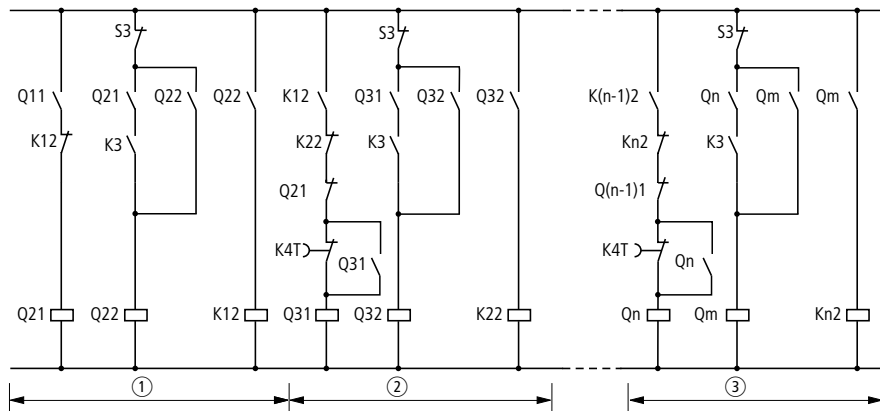 S3 S3 S3
Q11 Q21 Q22 Q22 K12 Q31 Q32 Q32 K(n-1)2 Qn Qm Qm
K12 K3 K22 K3 Kn2 K3
Q21 Q(n-1)1
K4T Q31 K4T Qn
Q21 Q22 K12 Q31 Q32 K22 Qn Qm Kn2
① ② ③